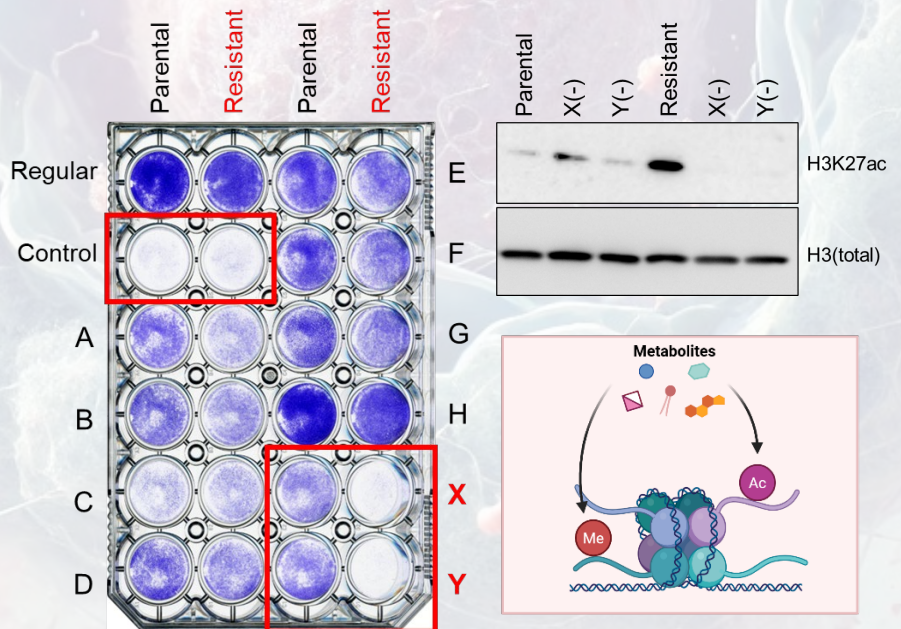 Parental
Resistant
Parental
Resistant
Regular
Control
A
B
C
D
E
F
G
H
X
Y
Parental
X(-)
Y(-)
Resistant
X(-)
Y(-)
H3K27ac
H3(total)
Metabolites
Me
Ac